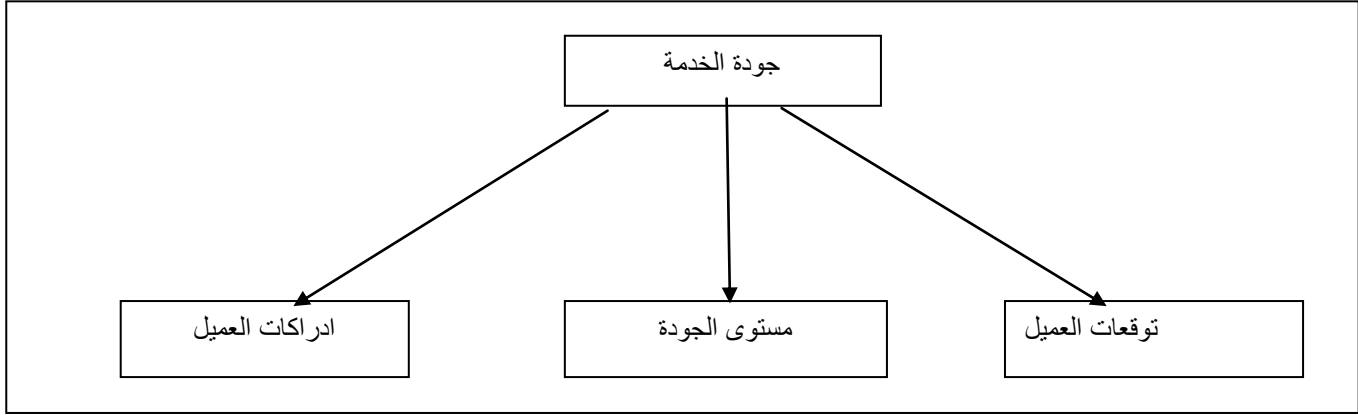 جودة الخدمة
توقعات العميل
مستوى الجودة
ادراكات العميل